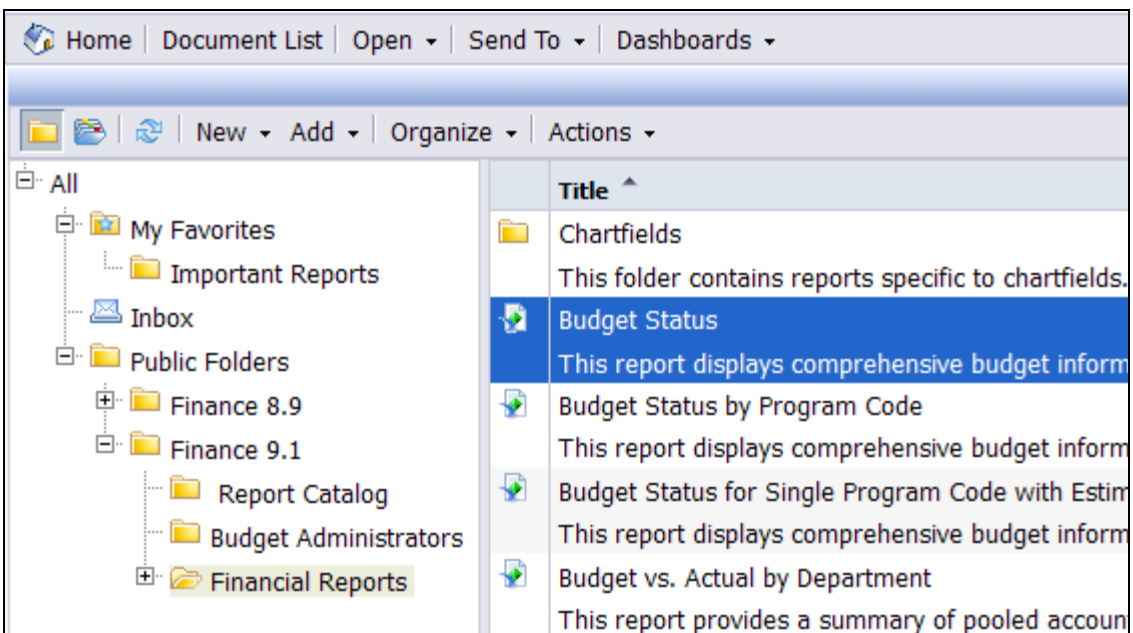 Home Document List Open Send To Dashboards
New Add Organize Actions
All
My Favorites
Important Reports
Inbox
Public Folders
Finance 8.9
Finance 9.1
Report Catalog
Budget Administrators
Financial Reports
Title
Chartfields
This folder contains reports specific to chartfields.
Budget Status
This report displays comprehensive budget inform
Budget Status by Program Code
This report displays comprehensive budget inform
Budget Status for Single Program Code with Estim
This report displays comprehensive budget inform
Budget vs. Actual by Department
This report provides a summary of pooled accoun